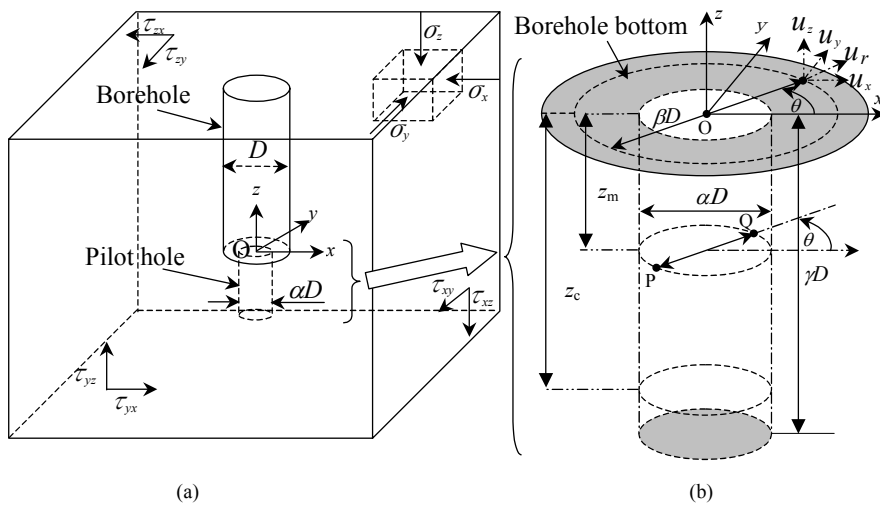 τzx
τzy
σz
σx
σy
Borehole
D
z
y
O
x
Pilot hole
αD
τxy
τxz
τyz
τyx
(a)
Borehole bottom
z
y
uz
uy
ur
ux
x
θ
O
βD
zm
αD
Q
θ
P
γD
zc
(b)